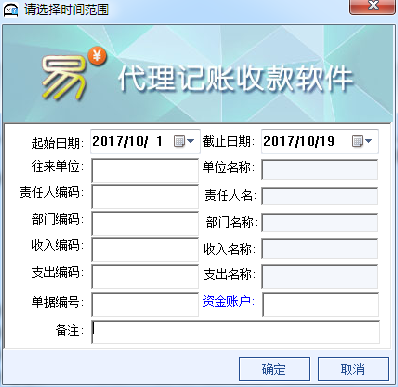 请选择时间范围
易 ¥
代理记账收款软件
起始日期: 2017/10/ 1 截止日期: 2017/10/19
往来单位: 单位名称:
责任人编码: 责任人名:
部门编码: 部门名称:
收入编码: 收入名称:
支出编码: 支出名称:
单据编号: 资金账户:
备注:
确定 取消